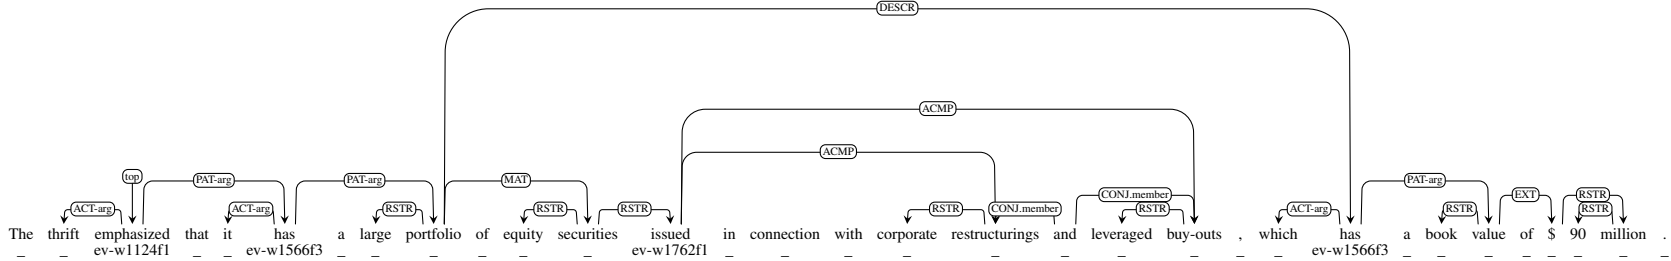 DESCR
ACMP
ACMP
top PAT-arg PAT-arg MAT PAT-arg
CONJ.member EXT RSTR
ACT-arg ACT-arg RSTR RSTR RSTR RSTR CONJ.member RSTR ACT-arg RSTR RSTR
The thrift emphasized that it has a large portfolio of equity securities issued in connection with corporate restructurings and leveraged buy-outs , which has a book value of $ 90 million .
_ _ ev-w1124f1 _ _ ev-w1566f3 _ _ _ _ _ _ ev-w1762f1 _ _ _ _ _ _ _ _ _ _ ev-w1566f3 _ _ _ _ _ _ _ _